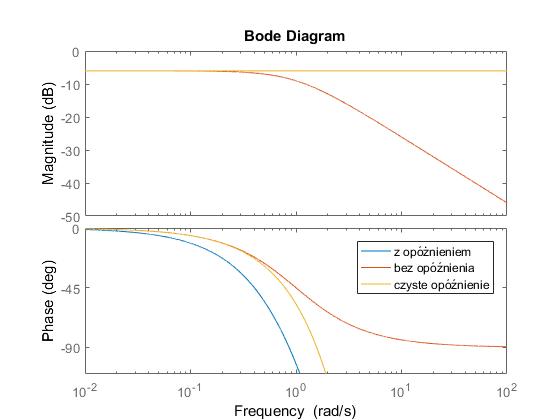 Bode Diagram
Magnitude (dB)
0
-10
-20
-30
-40
-50
Phase (deg)
0
-45
-90
z opóźnieniem
bez opóźnienia
czyste opóźnienie
10^-2 10^-1 10^0 10^1 10^2
Frequency (rad/s)